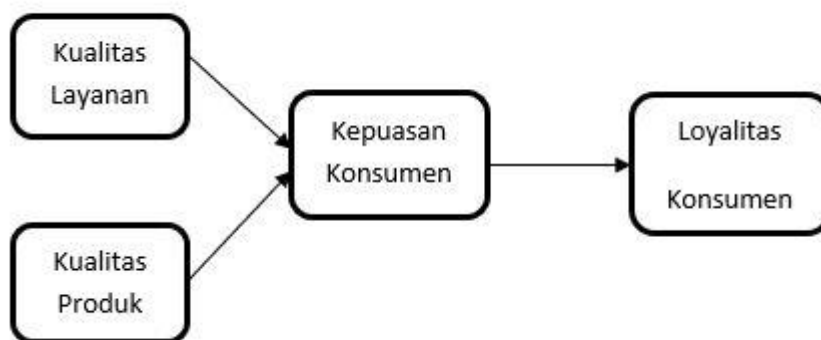 Kualitas
Layanan
Kepuasan
Konsumen
Loyalitas
Konsumen
Kualitas
Produk